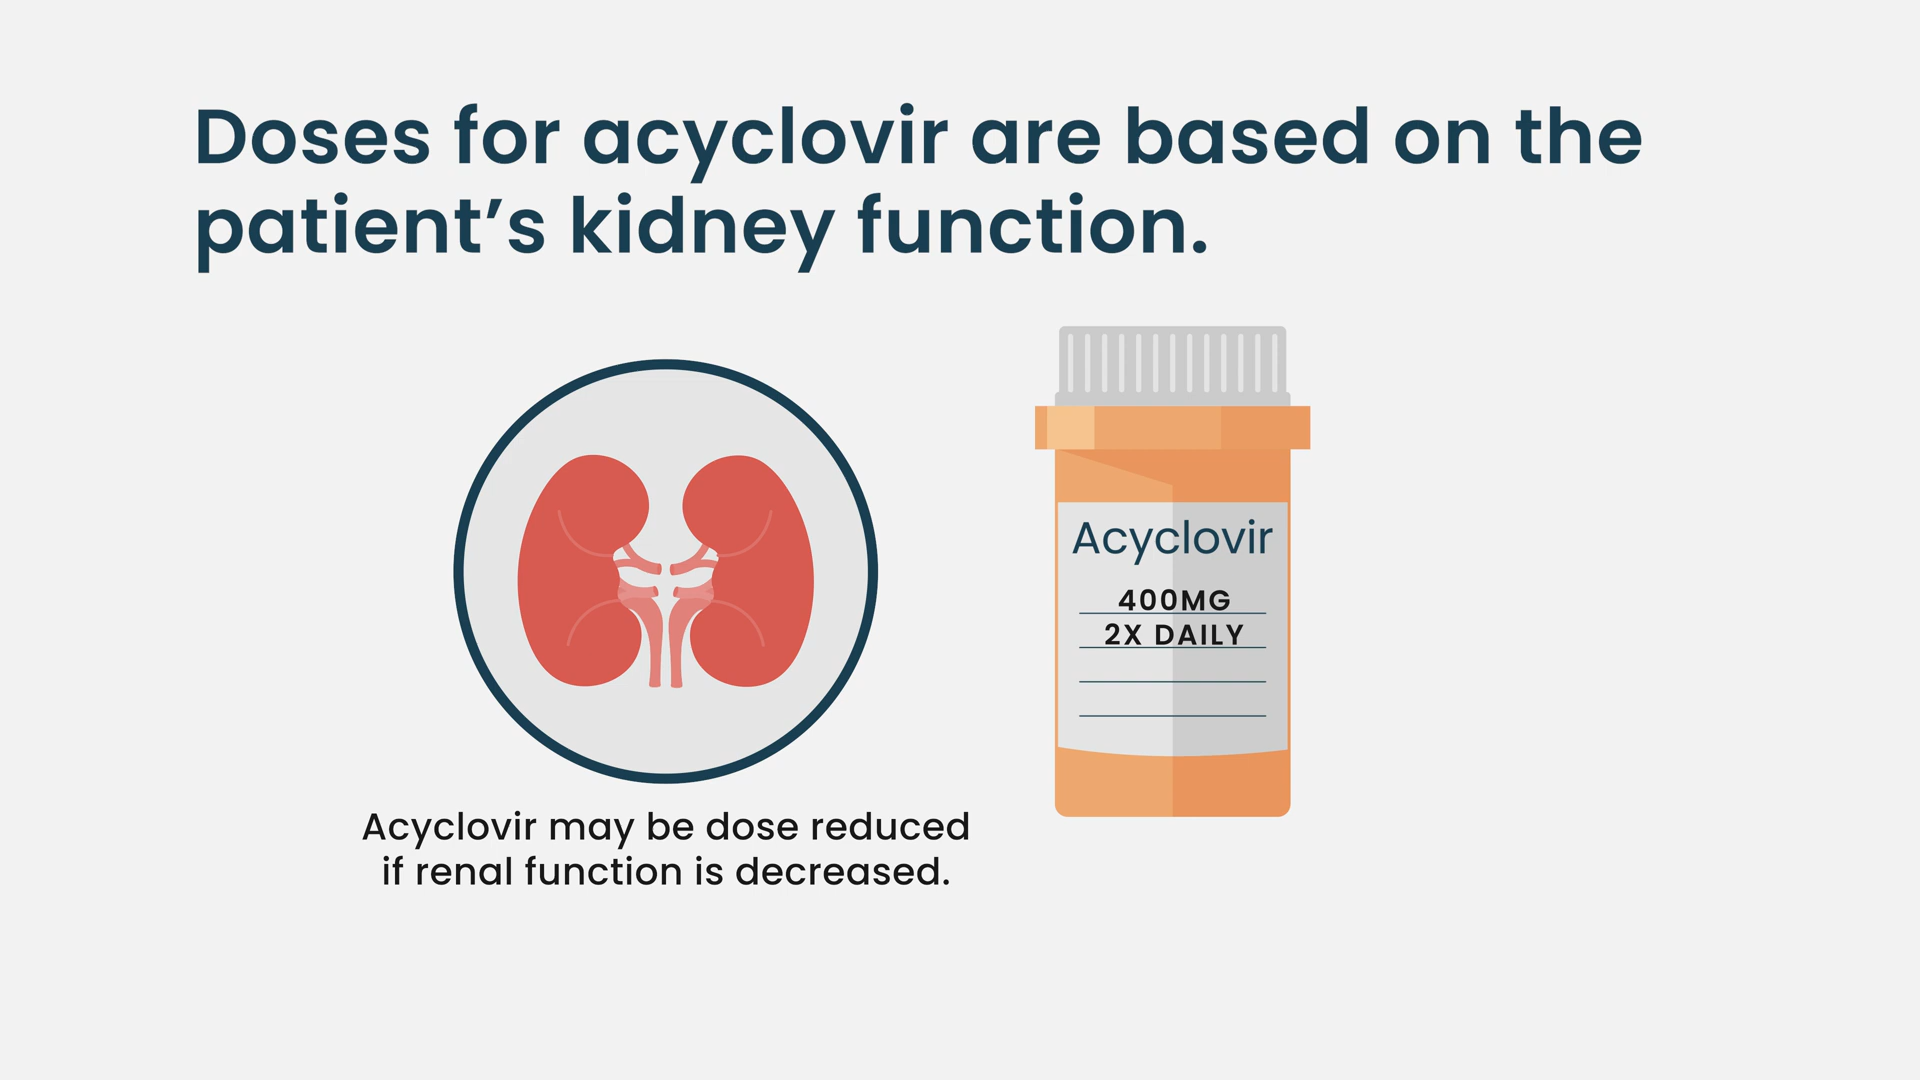 Doses for acyclovir are based on the
patient’s kidney function.
Acyclovir
400MG
2X DAILY
Acyclovir may be dose reduced
if renal function is decreased.